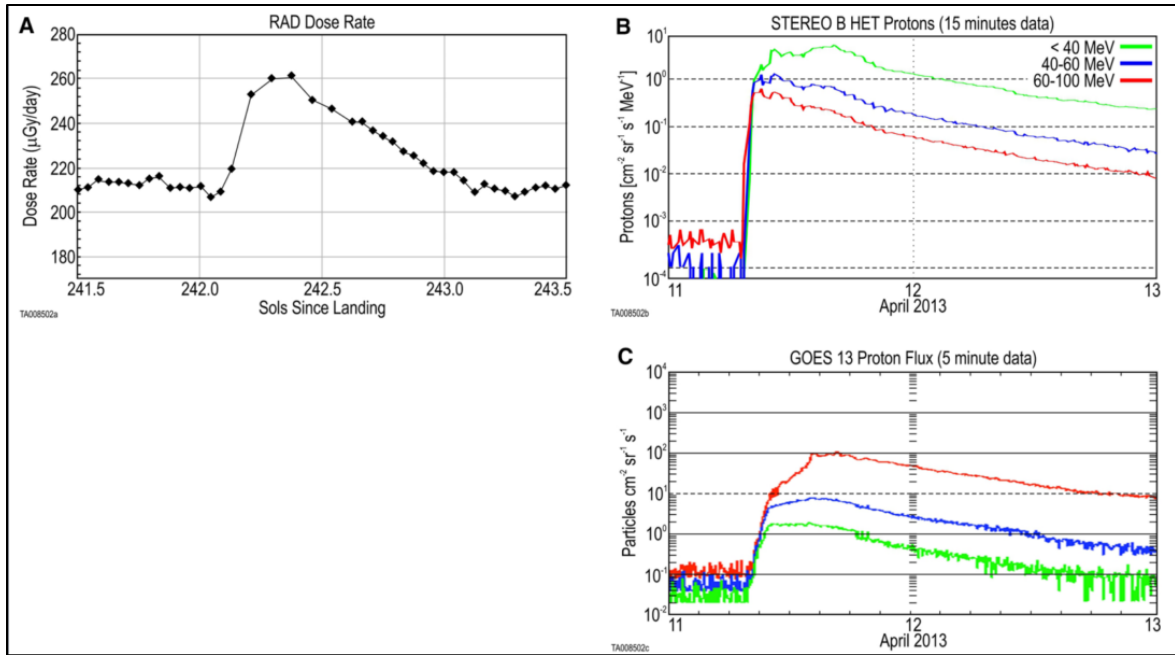 A
RAD Dose Rate
Dose Rate (μGy/day)
280
260
240
220
200
180
241.5 242.0 242.5 243.0 243.5
Sols Since Landing
TA008502a
B
STEREO B HET Protons (15 minutes data)
< 40 MeV
40-60 MeV
60-100 MeV
Protons [cm⁻² sr⁻¹ s⁻¹ MeV⁻¹]
10¹
10⁰
10⁻¹
10⁻²
10⁻³
10⁻⁴
11 12 13
April 2013
TA008502b
C
GOES 13 Proton Flux (5 minute data)
Particles cm⁻² sr⁻¹ s⁻¹
10⁴
10³
10²
10¹
10⁰
10⁻¹
10⁻²
11 12 13
April 2013
TA008502c